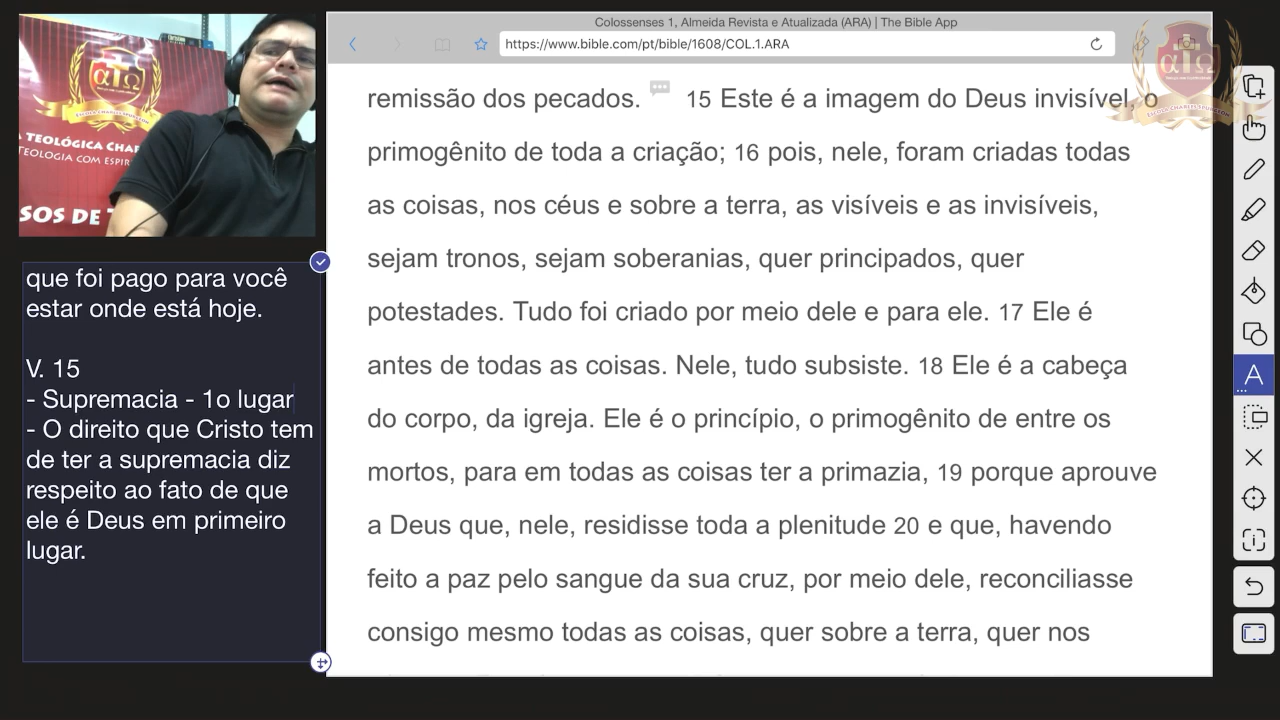 Colossenses 1, Almeida Revista e Atualizada (ARA) | The Bible App
https://www.bible.com/pt/bible/1608/COL.1.ARA
A TEOLÓGICA CHAR
TEOLOGIA COM ESPIR
SOS DE T
que foi pago para você
estar onde está hoje.
V. 15
- Supremacia - 1o lugar
- O direito que Cristo tem
de ter a supremacia diz
respeito ao fato de que
ele é Deus em primeiro
lugar.
remissão dos pecados. 15 Este é a imagem do Deus invisível, o
primogênito de toda a criação; 16 pois, nele, foram criadas todas
as coisas, nos céus e sobre a terra, as visíveis e as invisíveis,
sejam tronos, sejam soberanias, quer principados, quer
potestades. Tudo foi criado por meio dele e para ele. 17 Ele é
antes de todas as coisas. Nele, tudo subsiste. 18 Ele é a cabeça
do corpo, da igreja. Ele é o princípio, o primogênito de entre os
mortos, para em todas as coisas ter a primazia, 19 porque aprouve
a Deus que, nele, residisse toda a plenitude 20 e que, havendo
feito a paz pelo sangue da sua cruz, por meio dele, reconciliasse
consigo mesmo todas as coisas, quer sobre a terra, quer nos